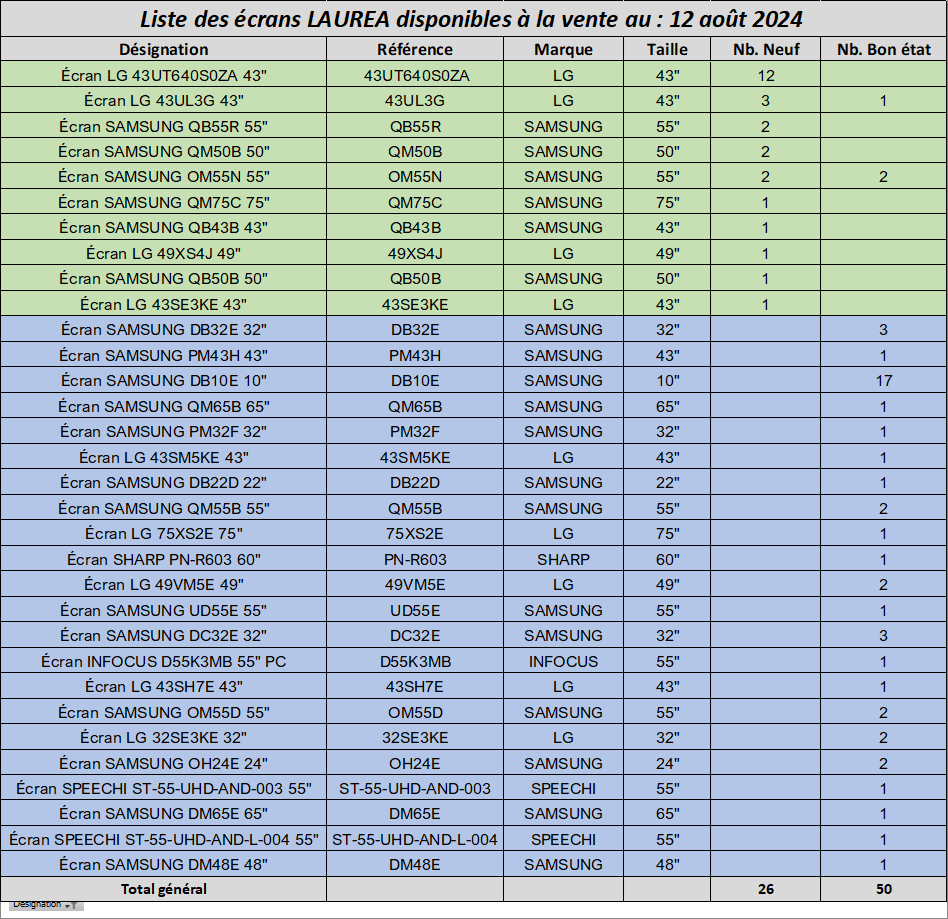 Liste des écrans LAUREA disponibles à la vente au : 12 août 2024
Désignation Référence Marque Taille Nb. Neuf Nb. Bon état
Écran LG 43UT640S0ZA 43" 43UT640S0ZA LG 43" 12
Écran LG 43UL3G 43" 43UL3G LG 43" 3 1
Écran SAMSUNG QB55R 55" QB55R SAMSUNG 55" 2
Écran SAMSUNG QM50B 50" QM50B SAMSUNG 50" 2
Écran SAMSUNG OM55N 55" OM55N SAMSUNG 55" 2 2
Écran SAMSUNG QM75C 75" QM75C SAMSUNG 75" 1
Écran SAMSUNG QB43B 43" QB43B SAMSUNG 43" 1
Écran LG 49XS4J 49" 49XS4J LG 49" 1
Écran SAMSUNG QB50B 50" QB50B SAMSUNG 50" 1
Écran LG 43SE3KE 43" 43SE3KE LG 43" 1
Écran SAMSUNG DB32E 32" DB32E SAMSUNG 32" 3
Écran SAMSUNG PM43H 43" PM43H SAMSUNG 43" 1
Écran SAMSUNG DB10E 10" DB10E SAMSUNG 10" 17
Écran SAMSUNG QM65B 65" QM65B SAMSUNG 65" 1
Écran SAMSUNG PM32F 32" PM32F SAMSUNG 32" 1
Écran LG 43SM5KE 43" 43SM5KE LG 43" 1
Écran SAMSUNG DB22D 22" DB22D SAMSUNG 22" 1
Écran SAMSUNG QM55B 55" QM55B SAMSUNG 55" 2
Écran LG 75XS2E 75" 75XS2E LG 75" 1
Écran SHARP PN-R603 60" PN-R603 SHARP 60" 1
Écran LG 49VM5E 49" 49VM5E LG 49" 2
Écran SAMSUNG UD55E 55" UD55E SAMSUNG 55" 1
Écran SAMSUNG DC32E 32" DC32E SAMSUNG 32" 3
Écran INFOCUS D55K3MB 55" PC D55K3MB INFOCUS 55" 1
Écran LG 43SH7E 43" 43SH7E LG 43" 1
Écran SAMSUNG OM55D 55" OM55D SAMSUNG 55" 2
Écran LG 32SE3KE 32" 32SE3KE LG 32" 2
Écran SAMSUNG OH24E 24" OH24E SAMSUNG 24" 2
Écran SPEECHI ST-55-UHD-AND-003 55" ST-55-UHD-AND-003 SPEECHI 55" 1
Écran SAMSUNG DM65E 65" DM65E SAMSUNG 65" 1
Écran SPEECHI ST-55-UHD-AND-L-004 55" ST-55-UHD-AND-L-004 SPEECHI 55" 1
Écran SAMSUNG DM48E 48" DM48E SAMSUNG 48" 1
Total général 26 50
Désignation